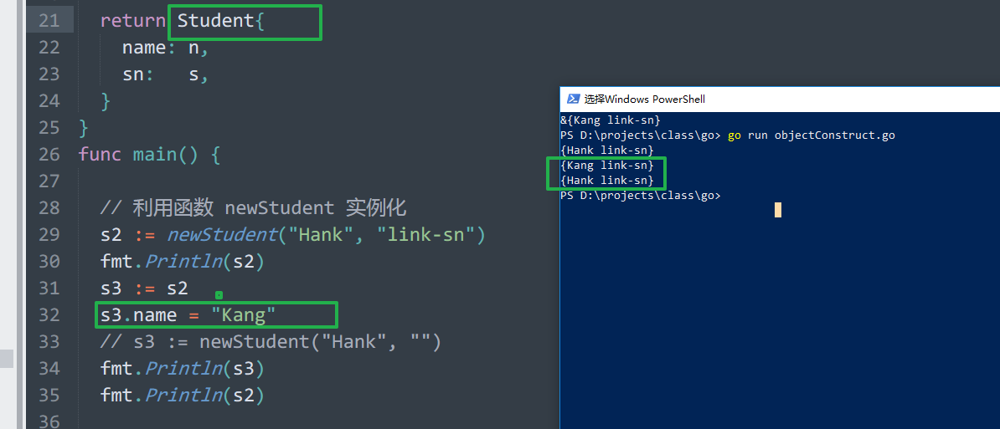 21 return Student{
22 name: n,
23 sn: s,
24 }
25 }
26 func main() {
27
28 // 利用函数 newStudent 实例化
29 s2 := newStudent("Hank", "link-sn")
30 fmt.Println(s2)
31 s3 := s2
32 s3.name = "Kang"
33 // s3 := newStudent("Hank", "")
34 fmt.Println(s3)
35 fmt.Println(s2)
36
选择Windows PowerShell
&{Kang link-sn}
PS D:\projects\class\go> go run objectConstruct.go
{Hank link-sn}
{Kang link-sn}
{Hank link-sn}
PS D:\projects\class\go>